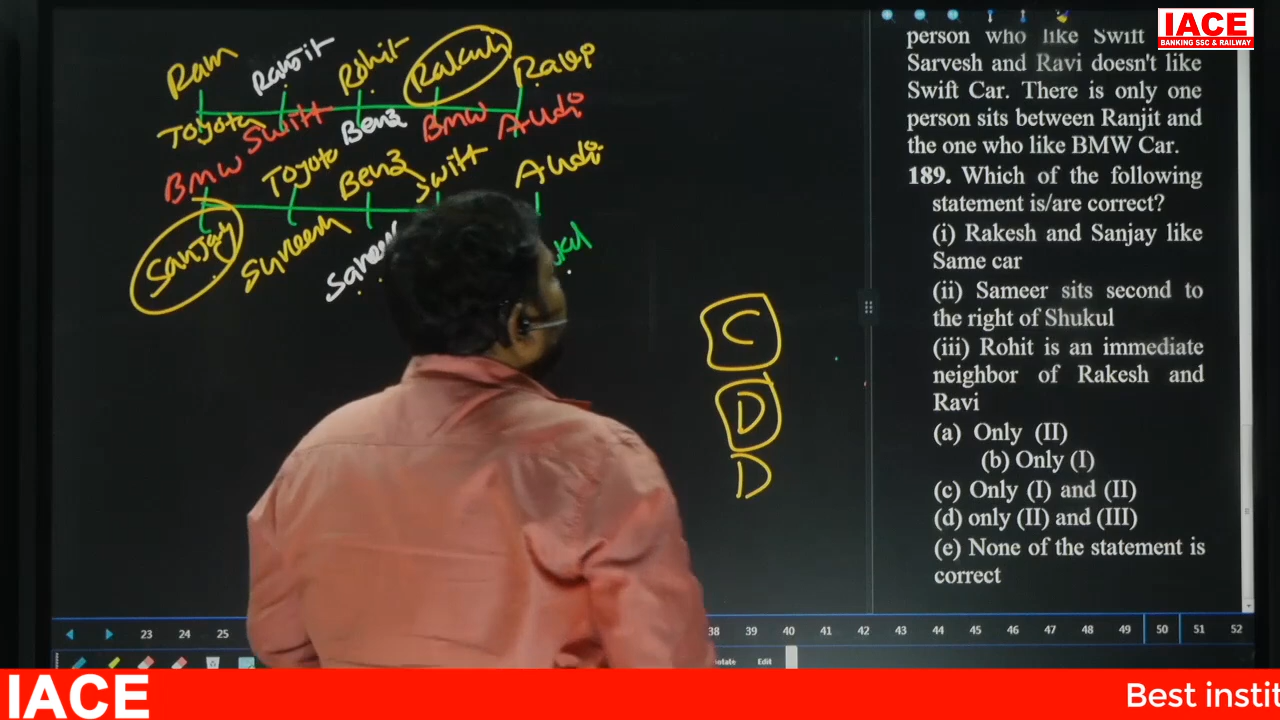 Ram Ranjit Rohit Rakesh Ravi
Toyota Swift Benz BMW Audi
BMW Toyota Benz Swift Audi
Sanjay
C
D
D
IACE
BANKING SSC & RAILWAY
person who like Swift
Sarvesh and Ravi doesn't like
Swift Car. There is only one
person sits between Ranjit and
the one who like BMW Car.
189. Which of the following
statement is/are correct?
(i) Rakesh and Sanjay like
Same car
(ii) Sameer sits second to
the right of Shukul
(iii) Rohit is an immediate
neighbor of Rakesh and
Ravi
(a) Only (II)
(b) Only (I)
(c) Only (I) and (II)
(d) only (II) and (III)
(e) None of the statement is
correct
23 24 25 38 39 40 41 42 43 44 45 46 47 48 49 50 51 52
Edit
IACE
Best instit